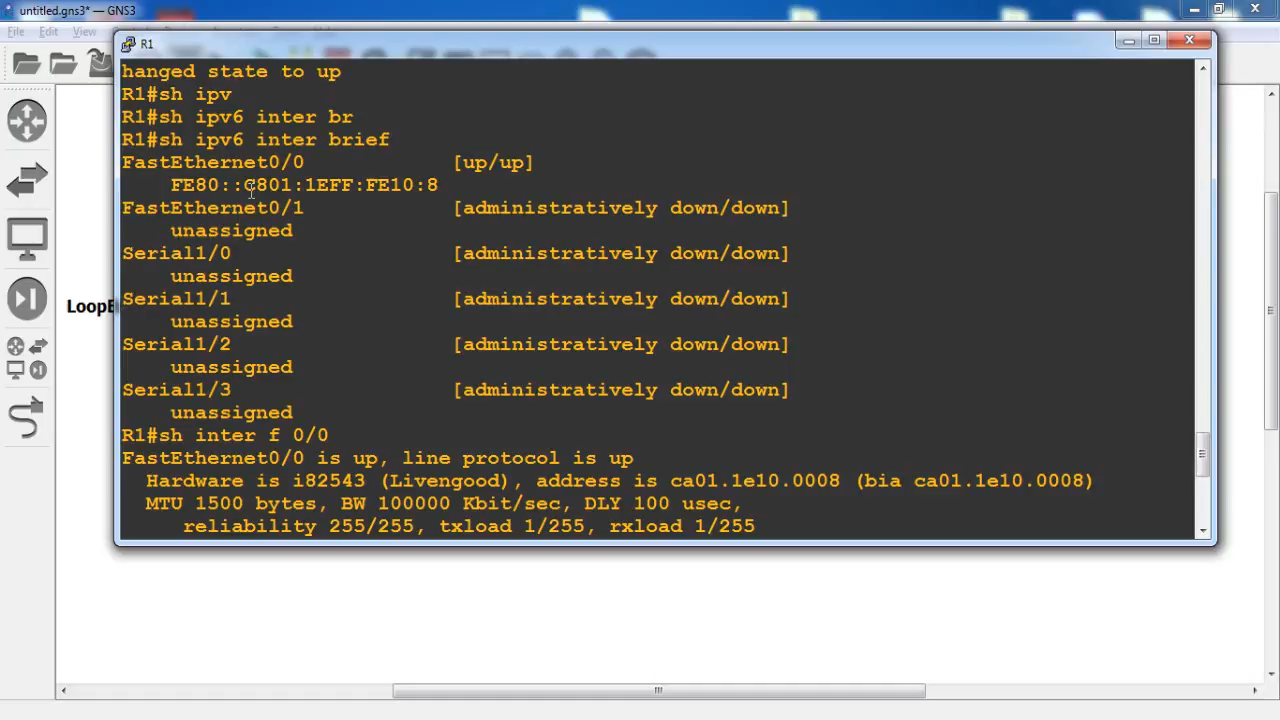 untitled.gns3* — GNS3
File Edit View
R1
hanged state to up
R1#sh ipv
R1#sh ipv6 inter br
R1#sh ipv6 inter brief
FastEthernet0/0 [up/up]
FE80::C801:1EFF:FE10:8
FastEthernet0/1 [administratively down/down]
unassigned
Serial1/0 [administratively down/down]
unassigned
Serial1/1 [administratively down/down]
unassigned
Serial1/2 [administratively down/down]
unassigned
Serial1/3 [administratively down/down]
unassigned
R1#sh inter f 0/0
FastEthernet0/0 is up, line protocol is up
Hardware is i82543 (Livengood), address is ca01.1e10.0008 (bia ca01.1e10.0008)
MTU 1500 bytes, BW 100000 Kbit/sec, DLY 100 usec,
reliability 255/255, txload 1/255, rxload 1/255